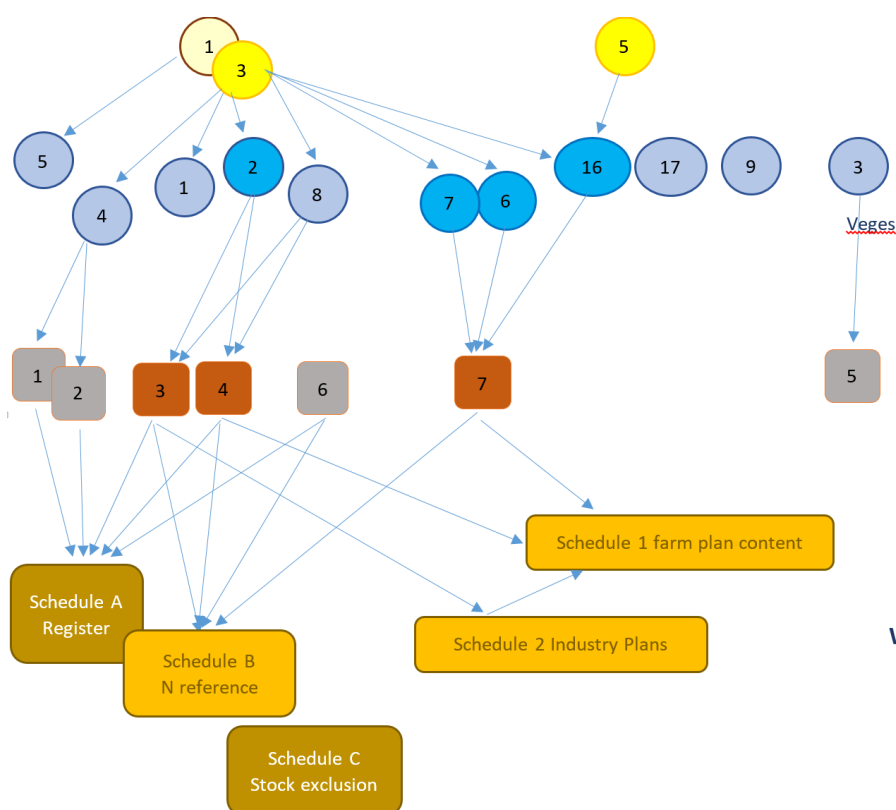 1
3
5
5
1
2
8
4
7
6
16
17
9
3
Veges
1
2
3
4
6
7
5
Schedule 1 farm plan content
Schedule A
Register
Schedule 2 Industry Plans
Schedule B
N reference
Schedule C
Stock exclusion